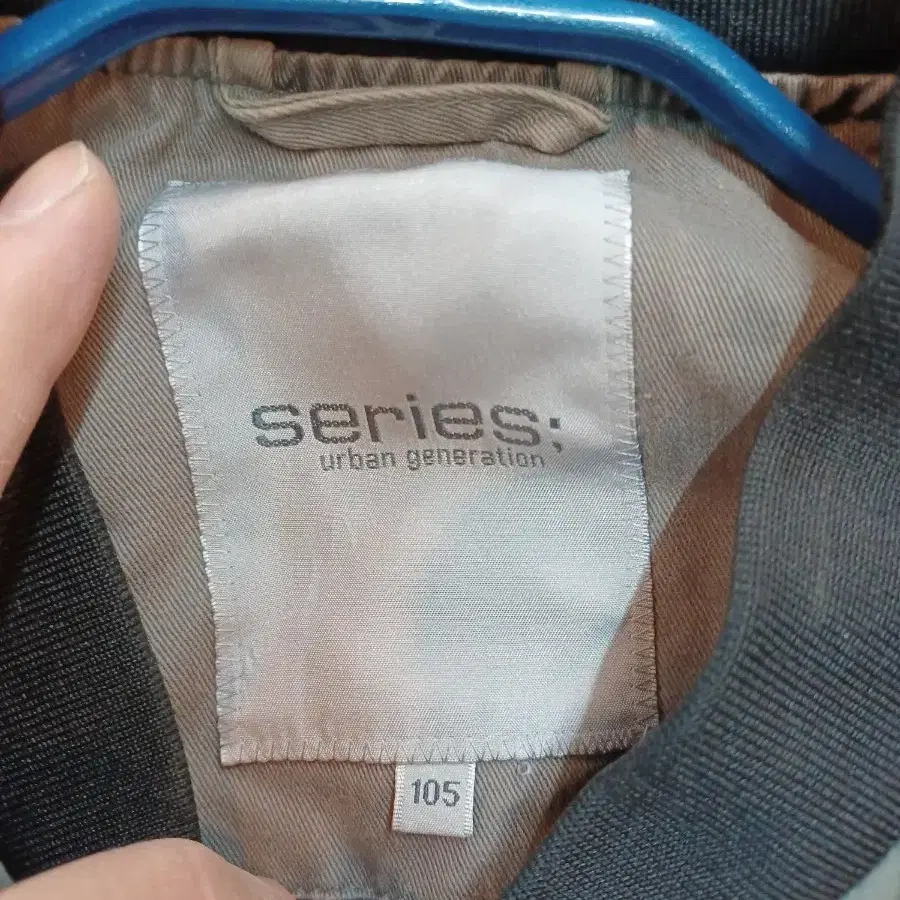 series;
urban generation
105